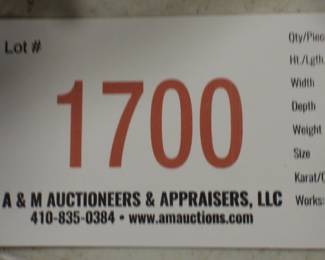 Lot #
1700
A & M AUCTIONEERS & APPRAISERS, LLC
410-835-0384 • www.amauctions.com
Qty/Piec
Ht./Lgth.
Width
Depth
Weight
Size
Karat/
Works: